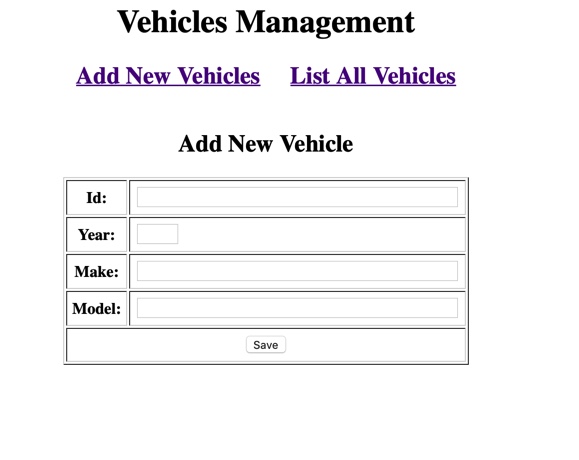 Vehicles Management
Add New Vehicles List All Vehicles
Add New Vehicle
Id:
Year:
Make:
Model:
Save